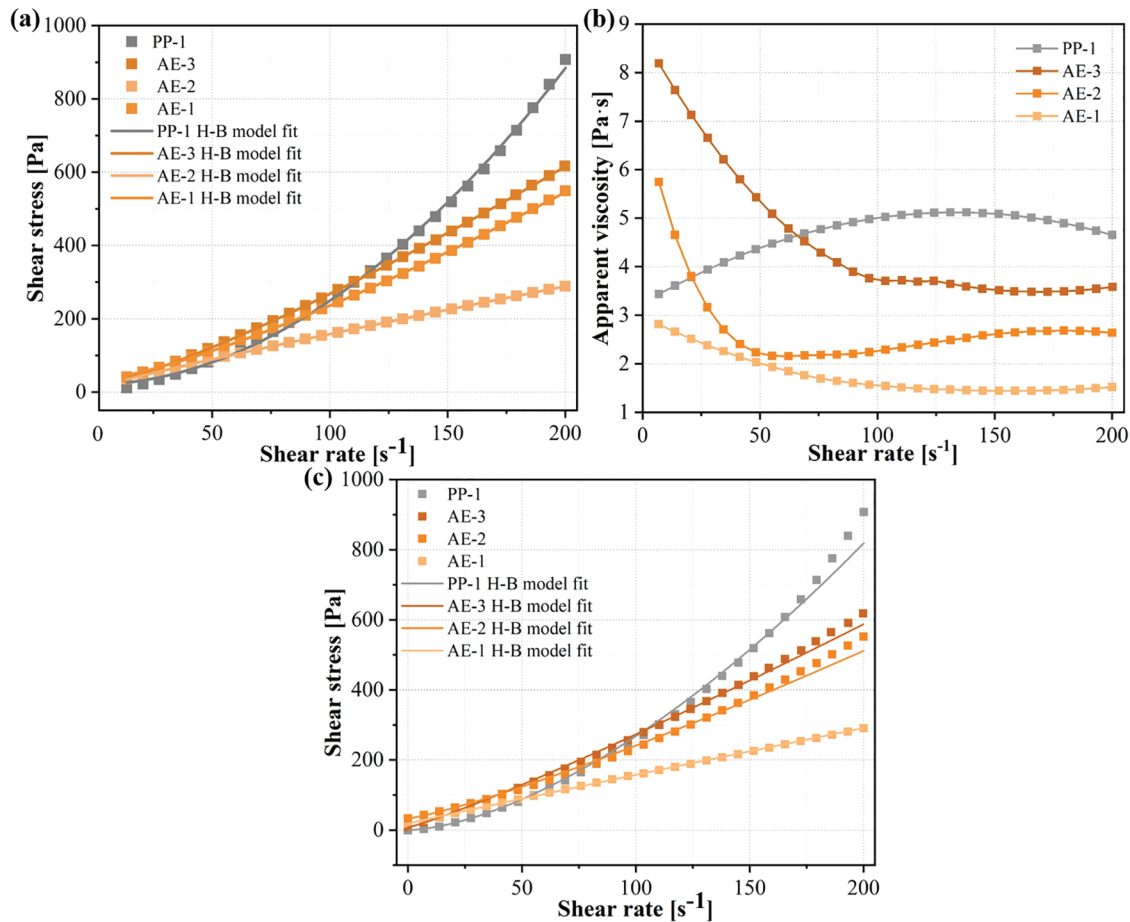 (a)
1000
800
600
400
200
0
Shear stress [Pa]
PP-1
AE-3
AE-2
AE-1
PP-1 H-B model fit
AE-3 H-B model fit
AE-2 H-B model fit
AE-1 H-B model fit
0 50 100 150 200
Shear rate [s⁻¹]
(b)
9
8
7
6
5
4
3
2
1
Apparent viscosity [Pa·s]
PP-1
AE-3
AE-2
AE-1
0 50 100 150 200
Shear rate [s⁻¹]
(c)
1000
800
600
400
200
0
Shear stress [Pa]
PP-1
AE-3
AE-2
AE-1
PP-1 H-B model fit
AE-3 H-B model fit
AE-2 H-B model fit
AE-1 H-B model fit
0 50 100 150 200
Shear rate [s⁻¹]